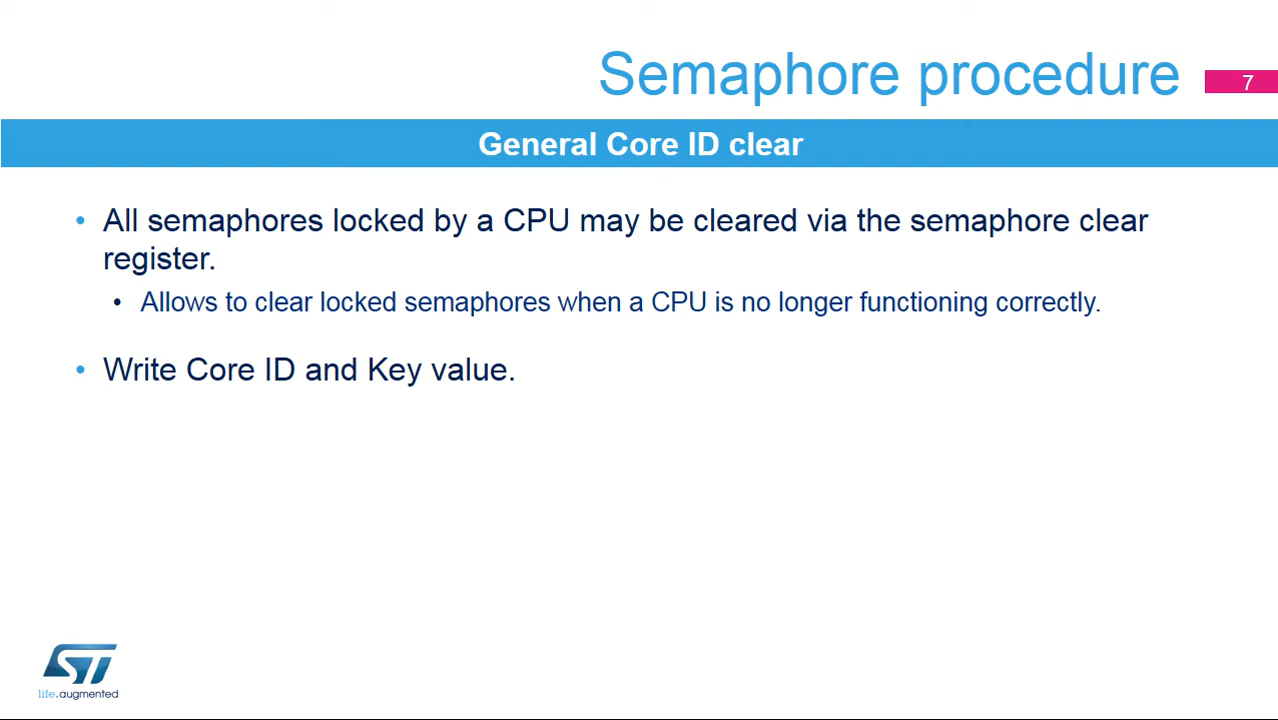 Semaphore procedure
7
General Core ID clear
• All semaphores locked by a CPU may be cleared via the semaphore clear
register.
• Allows to clear locked semaphores when a CPU is no longer functioning correctly.
• Write Core ID and Key value.
ST
life.augmented